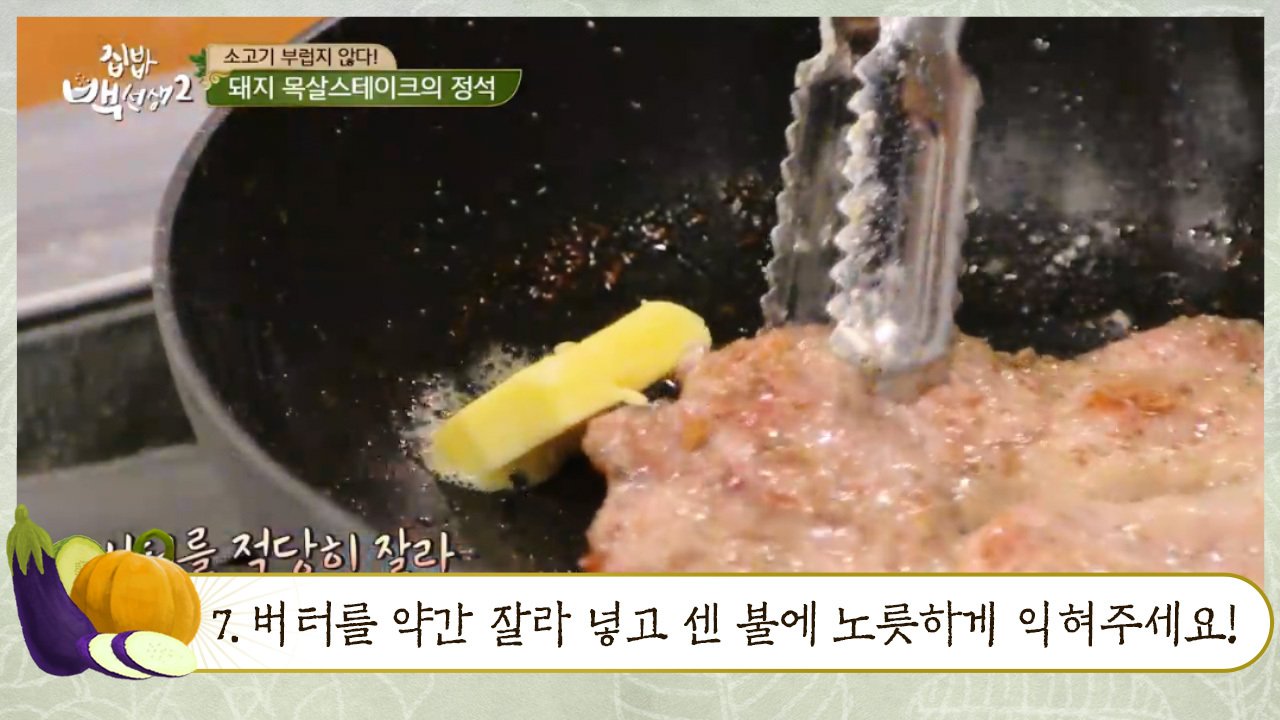 집밥
백선생2
소고기 부럽지 않다!
돼지 목살스테이크의 정석
버터를 적당히 잘라
7. 버터를 약간 잘라 넣고 센 불에 노릇하게 익혀주세요!